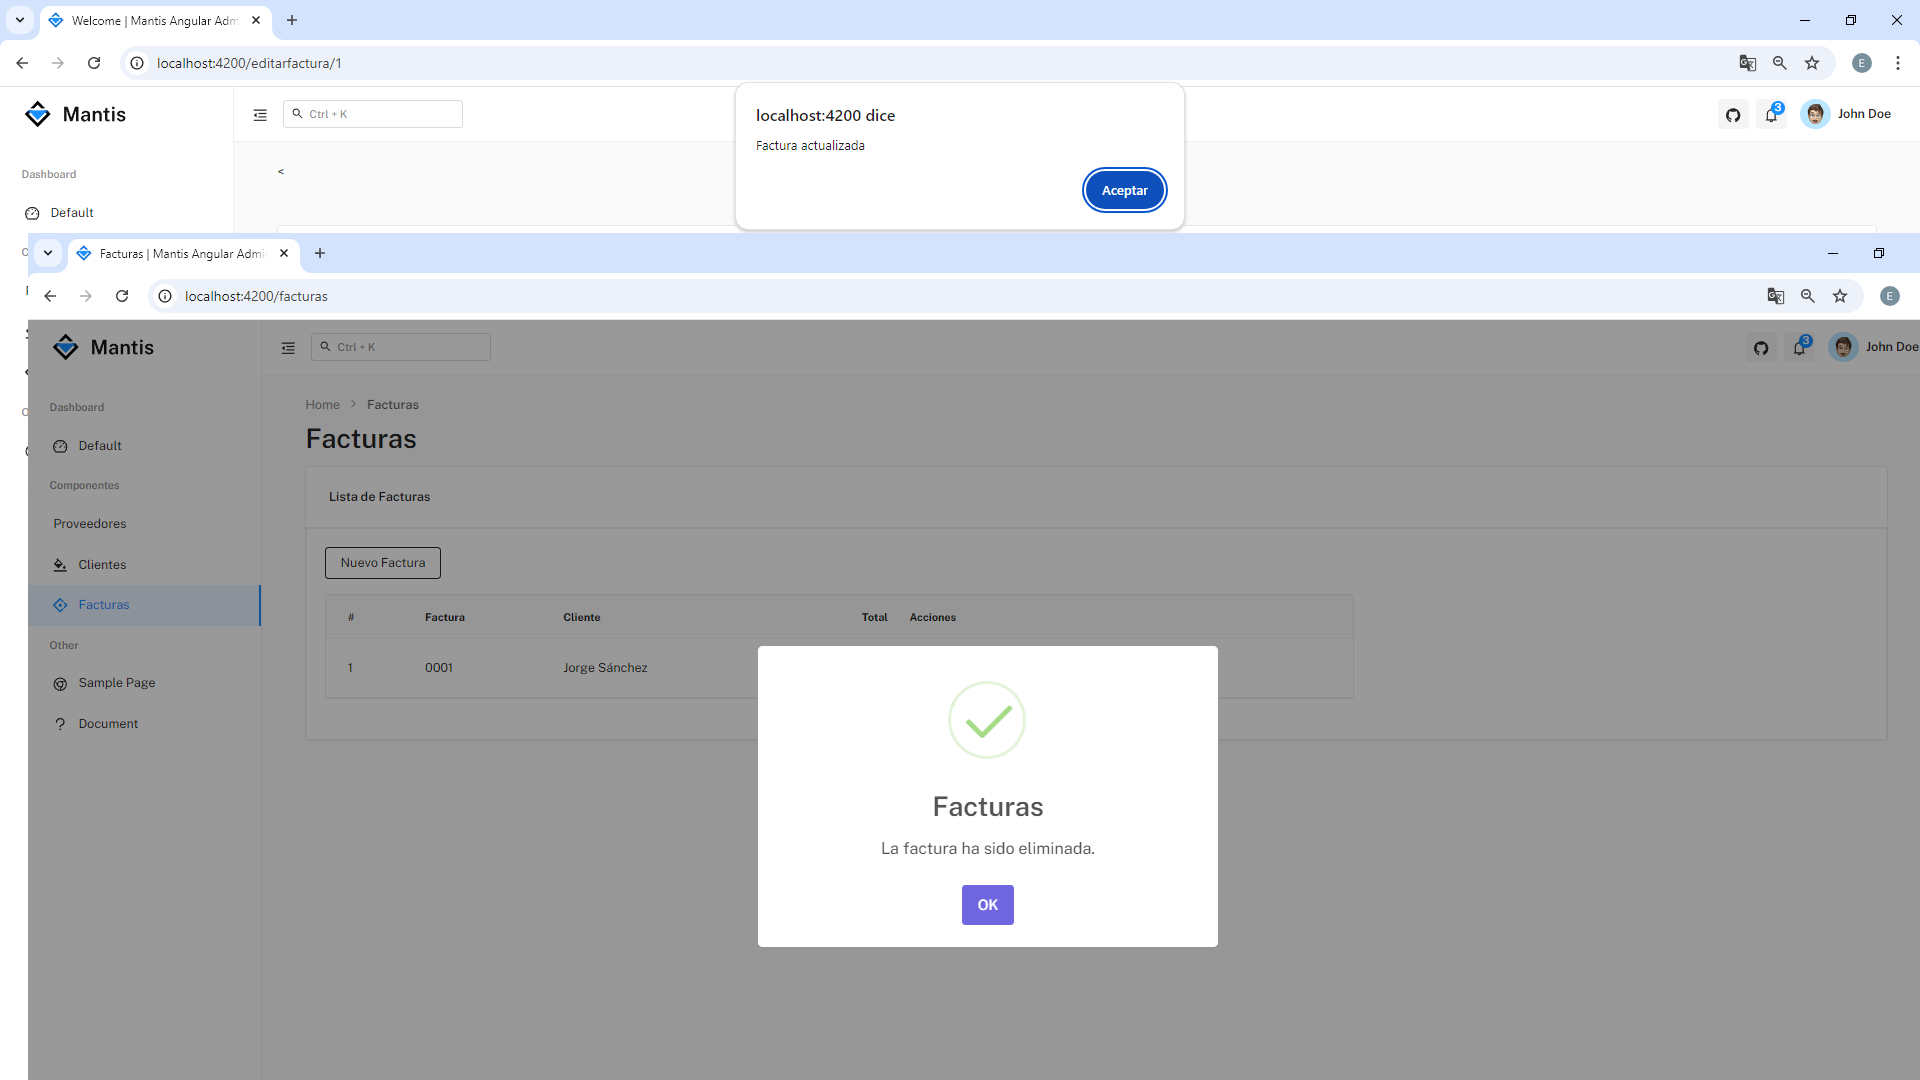 Welcome | Mantis Angular Adm
localhost:4200/editarfactura/1
Mantis
Ctrl + K
3
John Doe
localhost:4200 dice
Factura actualizada
Aceptar
<
Dashboard
Default
Facturas | Mantis Angular Admi
localhost:4200/facturas
E
E
Mantis
Ctrl + K
3
John Doe
Dashboard
Default
Componentes
Proveedores
Clientes
Facturas
Other
Sample Page
Document
Home > Facturas
Facturas
Lista de Facturas
Nuevo Factura
# Factura Cliente Total Acciones
1 0001 Jorge Sánchez
Facturas
La factura ha sido eliminada.
OK